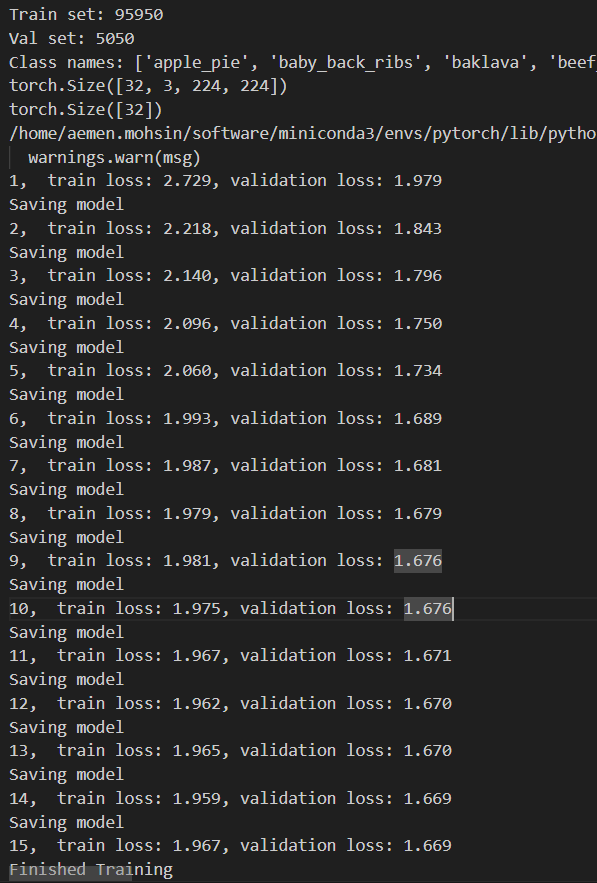 Train set: 95950
Val set: 5050
Class names: ['apple_pie', 'baby_back_ribs', 'baklava', 'beef_
torch.Size([32, 3, 224, 224])
torch.Size([32])
/home/aemen.mohsin/software/miniconda3/envs/pytorch/lib/pytho
warnings.warn(msg)
1,  train loss: 2.729, validation loss: 1.979
Saving model
2,  train loss: 2.218, validation loss: 1.843
Saving model
3,  train loss: 2.140, validation loss: 1.796
Saving model
4,  train loss: 2.096, validation loss: 1.750
Saving model
5,  train loss: 2.060, validation loss: 1.734
Saving model
6,  train loss: 1.993, validation loss: 1.689
Saving model
7,  train loss: 1.987, validation loss: 1.681
Saving model
8,  train loss: 1.979, validation loss: 1.679
Saving model
9,  train loss: 1.981, validation loss: 1.676
Saving model
10,  train loss: 1.975, validation loss: 1.676
Saving model
11,  train loss: 1.967, validation loss: 1.671
Saving model
12,  train loss: 1.962, validation loss: 1.670
Saving model
13,  train loss: 1.965, validation loss: 1.670
Saving model
14,  train loss: 1.959, validation loss: 1.669
Saving model
15,  train loss: 1.967, validation loss: 1.669
Finished Training